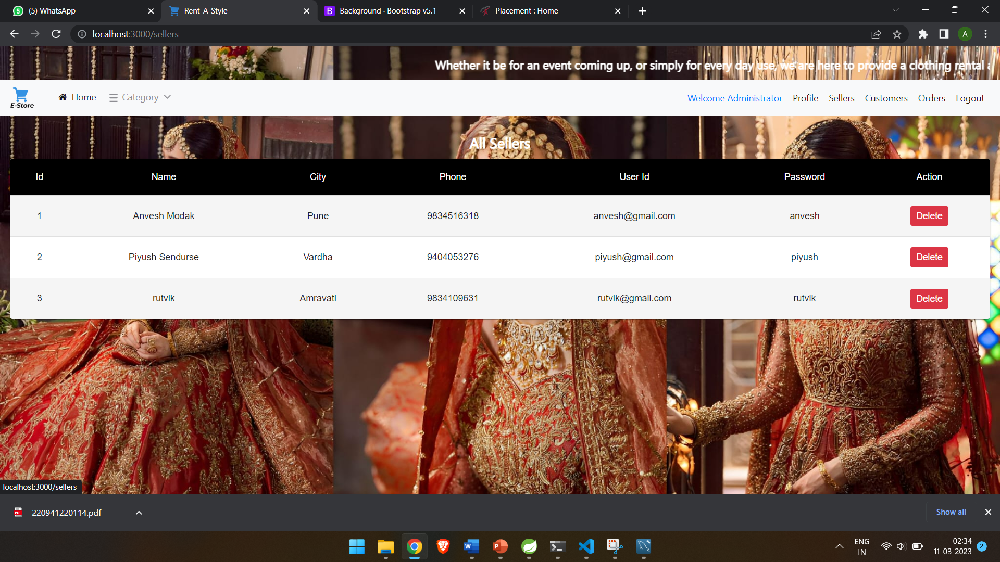 (5) WhatsApp
Rent-A-Style
Background · Bootstrap v5.1
Placement : Home
localhost:3000/sellers
A
Whether it be for an event coming up, or simply for every day use, we are here to provide a clothing rental
E-Store
Home
Category
Welcome Administrator
Profile
Sellers
Customers
Orders
Logout
All Sellers
Id Name City Phone User Id Password Action
1 Anvesh Modak Pune 9834516318 anvesh@gmail.com anvesh Delete
2 Piyush Sendurse Vardha 9404053276 piyush@gmail.com piyush Delete
3 rutvik Amravati 9834109631 rutvik@gmail.com rutvik Delete
localhost:3000/sellers
220941220114.pdf
Show all
ENG
IN
02:34
11-03-2023
2